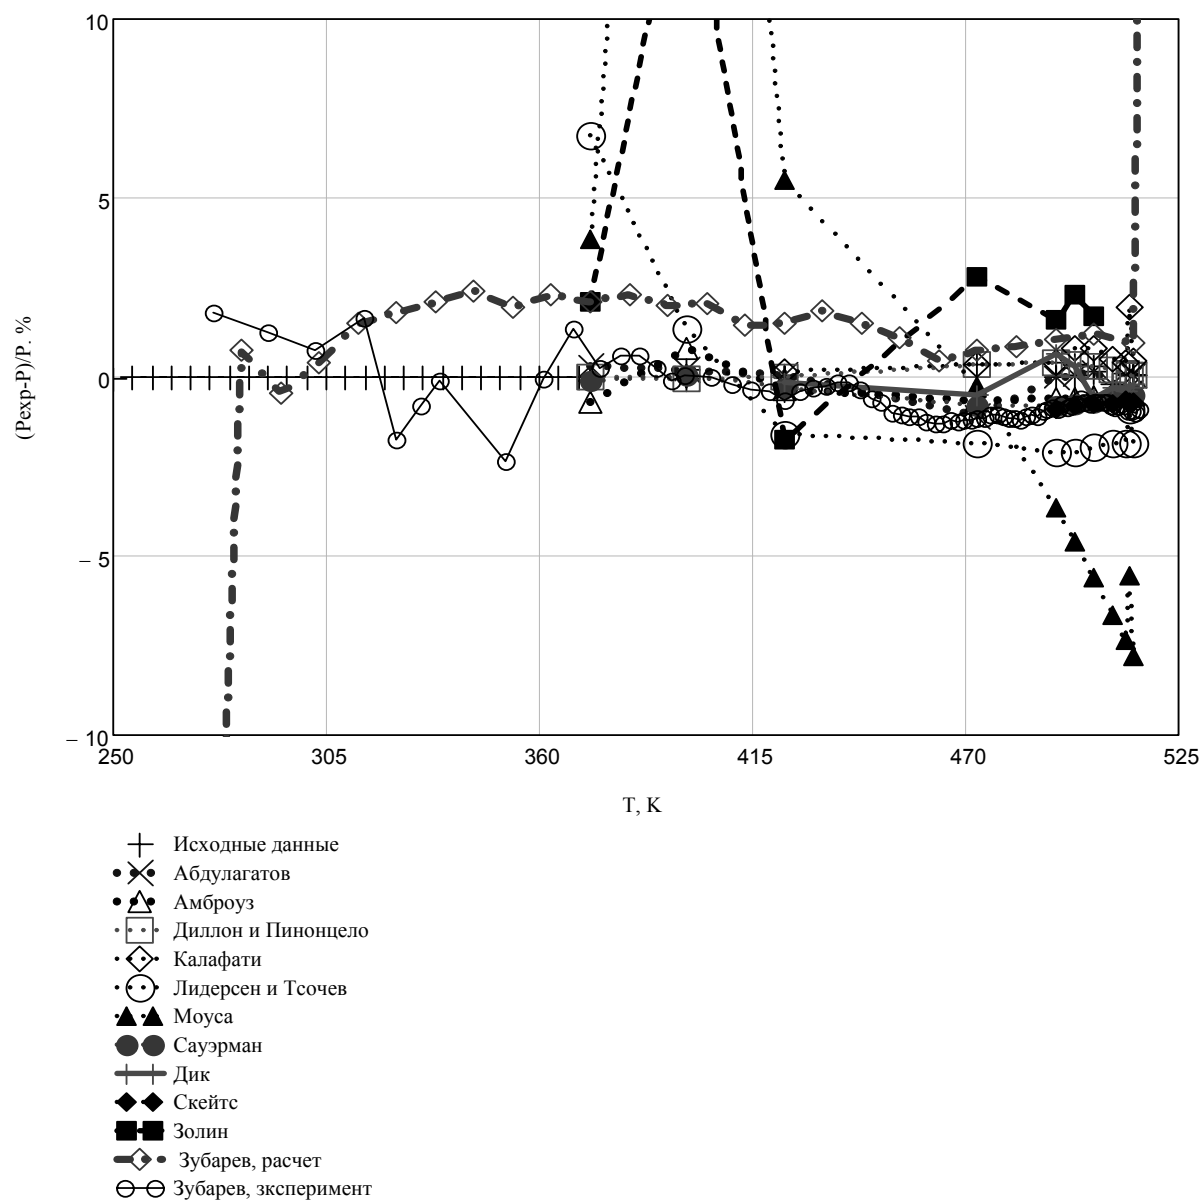 10
5
0
− 5
− 10
(Pexp-P)/P. %
250 305 360 415 470 525
T, K
Исходные данные
Абдулагатов
Амброуз
Диллон и Пинонцело
Калафати
Лидерсен и Тсочев
Моуса
Сауэрман
Дик
Скейтс
Золин
Зубарев, расчет
Зубарев, зксперимент